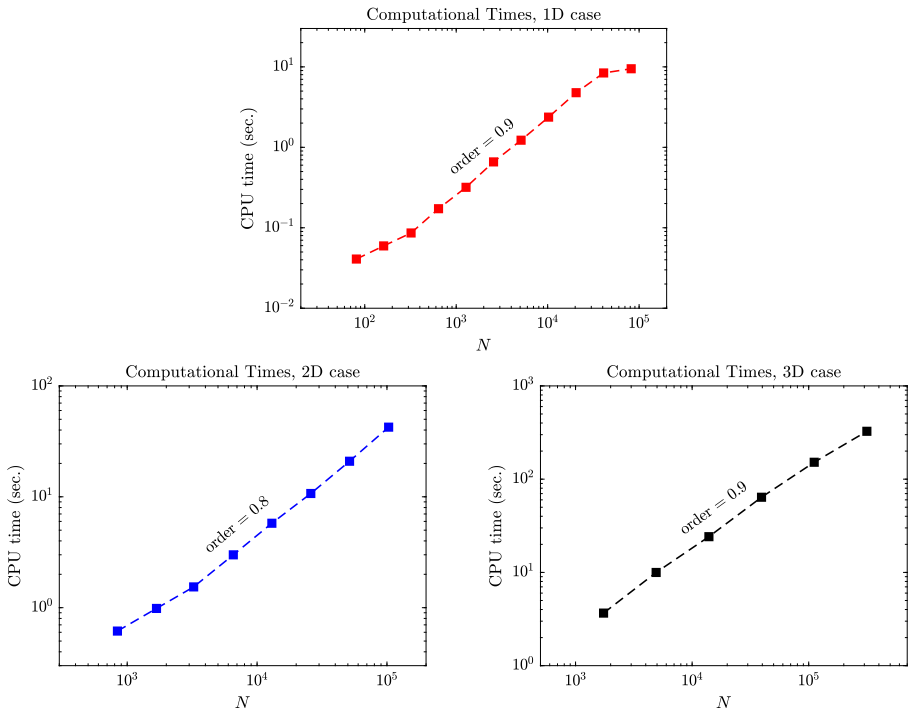 Computational Times, 1D case
10^1
10^0
10^{-1}
10^{-2}
CPU time (sec.)
order = 0.9
10^2 10^3 10^4 10^5
N
Computational Times, 2D case
10^2
10^1
10^0
CPU time (sec.)
order = 0.8
10^3 10^4 10^5
N
Computational Times, 3D case
10^3
10^2
10^1
10^0
CPU time (sec.)
order = 0.9
10^3 10^4 10^5
N